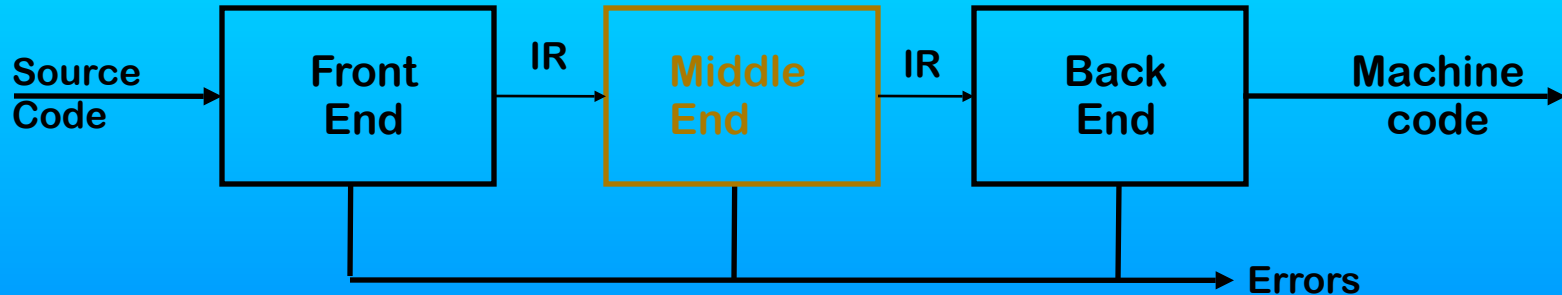 Source
Code
Front
End
IR
Middle
End
IR
Back
End
Machine
code
Errors